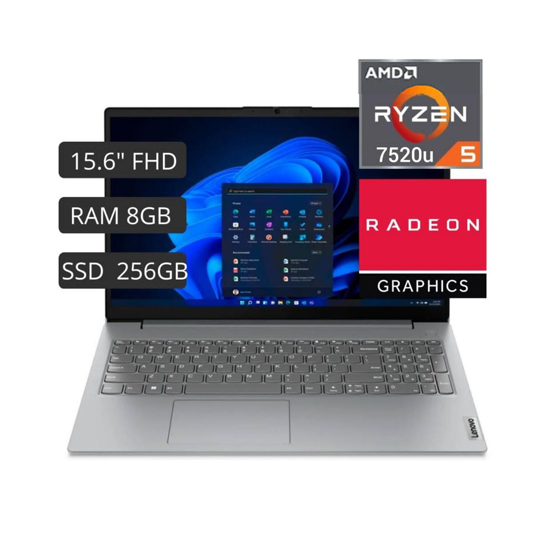 AMD
RYZEN
7520u 5
15.6" FHD
RAM 8GB
SSD 256GB
RADEON
GRAPHICS
Lenovo